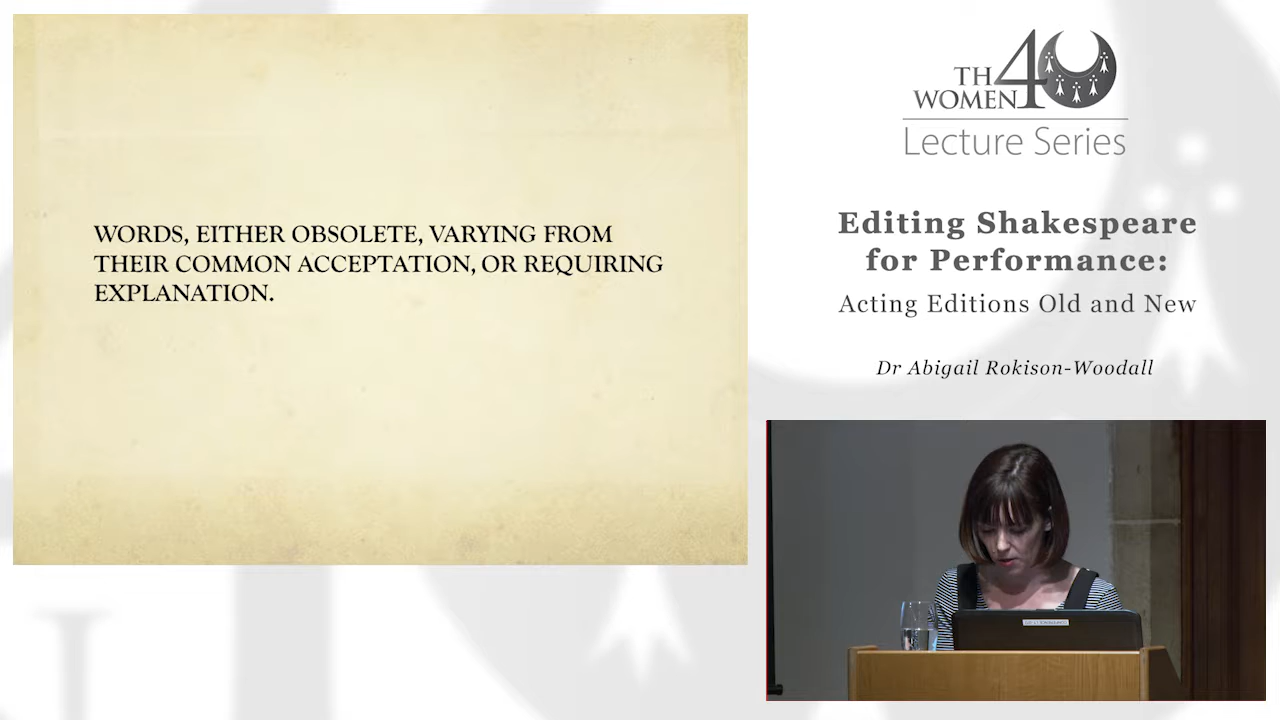 WORDS, EITHER OBSOLETE, VARYING FROM
THEIR COMMON ACCEPTATION, OR REQUIRING
EXPLANATION.
TH 40
WOMEN
Lecture Series
Editing Shakespeare
for Performance:
Acting Editions Old and New
Dr Abigail Rokison-Woodall